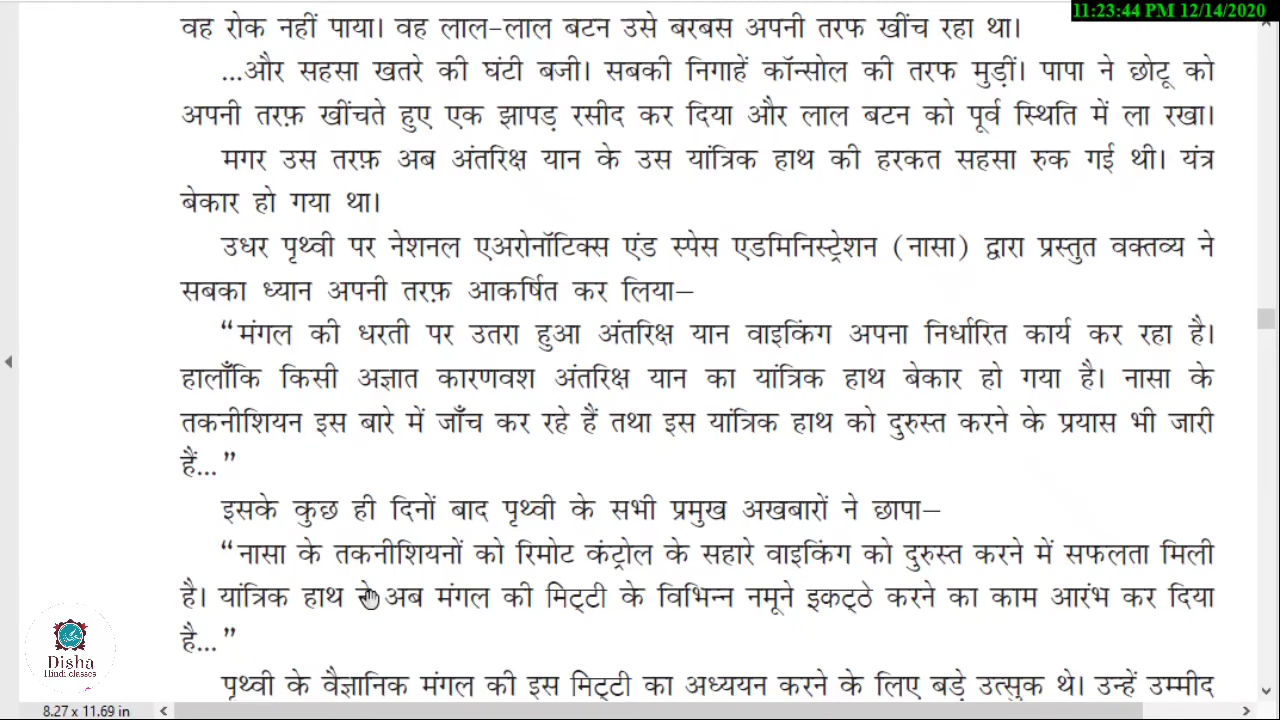 11:23:44 PM 12/14/2020
वह रोक नहीं पाया। वह लाल-लाल बटन उसे बरबस अपनी तरफ खींच रहा था।
...और सहसा खतरे की घंटी बजी। सबकी निगाहें कॉन्सोल की तरफ मुड़ीं। पापा ने छोटू को
अपनी तरफ़ खींचते हुए एक झापड़ रसीद कर दिया और लाल बटन को पूर्व स्थिति में ला रखा।
मगर उस तरफ़ अब अंतरिक्ष यान के उस यांत्रिक हाथ की हरकत सहसा रुक गई थी। यंत्र
बेकार हो गया था।
उधर पृथ्वी पर नेशनल एअरोनॉटिक्स एंड स्पेस एडमिनिस्ट्रेशन (नासा) द्वारा प्रस्तुत वक्तव्य ने
सबका ध्यान अपनी तरफ़ आकर्षित कर लिया–
“मंगल की धरती पर उतरा हुआ अंतरिक्ष यान वाइकिंग अपना निर्धारित कार्य कर रहा है।
हालाँकि किसी अज्ञात कारणवश अंतरिक्ष यान का यांत्रिक हाथ बेकार हो गया है। नासा के
तकनीशियन इस बारे में जाँच कर रहे हैं तथा इस यांत्रिक हाथ को दुरुस्त करने के प्रयास भी जारी
हैं...”
इसके कुछ ही दिनों बाद पृथ्वी के सभी प्रमुख अखबारों ने छापा–
“नासा के तकनीशियनों को रिमोट कंट्रोल के सहारे वाइकिंग को दुरुस्त करने में सफलता मिली
है। यांत्रिक हाथ ने अब मंगल की मिट्टी के विभिन्न नमूने इकट्ठे करने का काम आरंभ कर दिया
है...”
पृथ्वी के वैज्ञानिक मंगल की इस मिट्टी का अध्ययन करने के लिए बड़े उत्सुक थे। उन्हें उम्मीद
Disha
Hindi classes
8.27 x 11.69 in